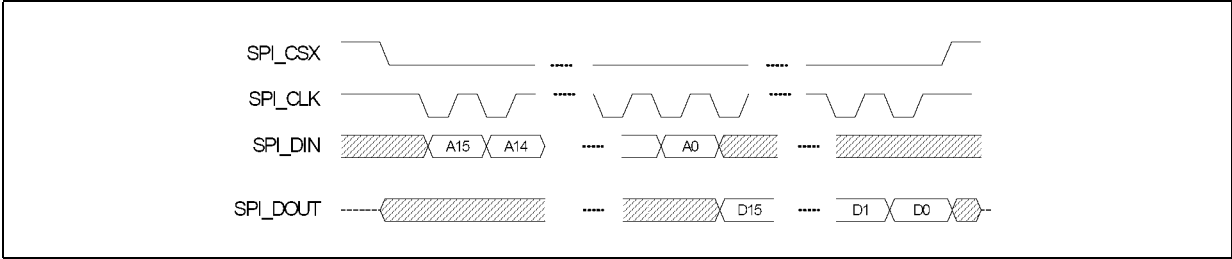 SPI_CSX
SPI_CLK
SPI_DIN A15 A14 A0
SPI_DOUT D15 D1 D0